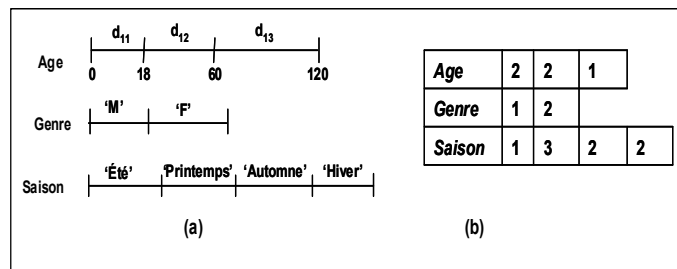 d11 d12 d13
Age
0 18 60 120
'M' 'F'
Genre
'Été' 'Printemps' 'Automne' 'Hiver'
Saison
(a)
Age 2 2 1
Genre 1 2
Saison 1 3 2 2
(b)